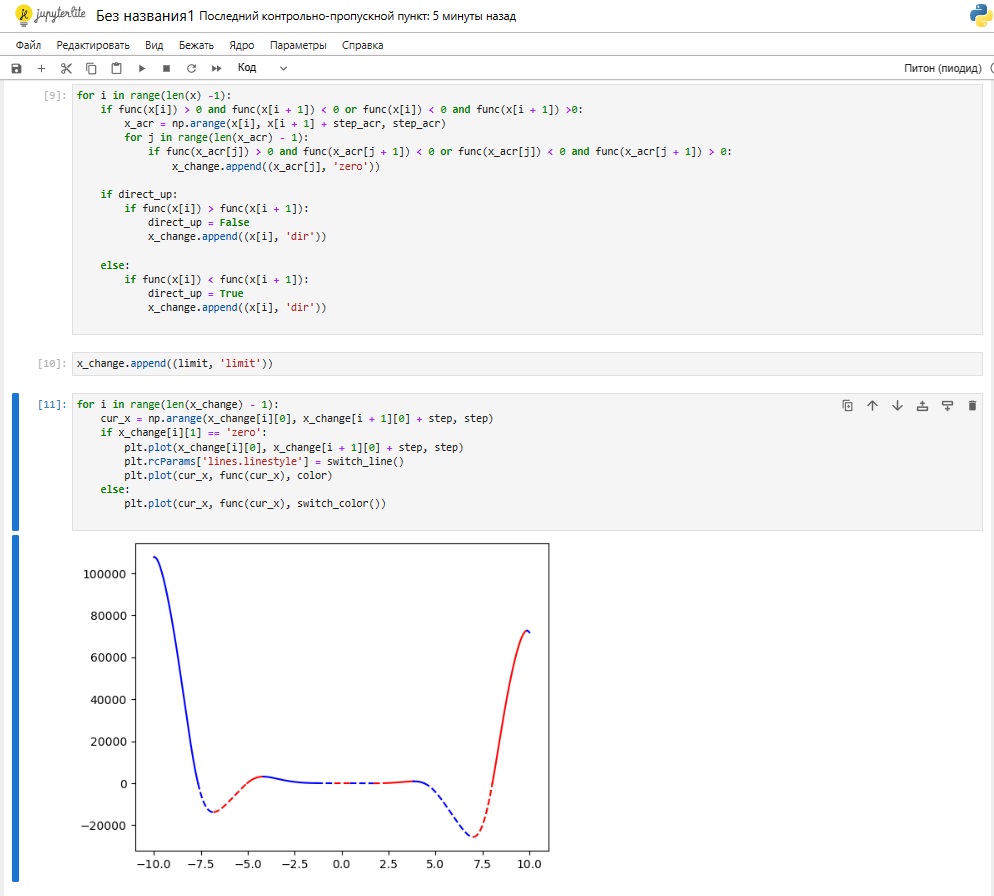 jupyterlite Без названия1 Последний контрольно-пропускной пункт: 5 минуты назад
Файл Редактировать Вид Бежать Ядро Параметры Справка
Код Питон (пиодид)
[9]: for i in range(len(x) -1):
    if func(x[i]) > 0 and func(x[i + 1]) < 0 or func(x[i]) < 0 and func(x[i + 1]) >0:
        x_acr = np.arange(x[i], x[i + 1] + step_acr, step_acr)
        for j in range(len(x_acr) - 1):
            if func(x_acr[j]) > 0 and func(x_acr[j + 1]) < 0 or func(x_acr[j]) < 0 and func(x_acr[j + 1]) > 0:
                x_change.append((x_acr[j], 'zero'))
    if direct_up:
        if func(x[i]) > func(x[i + 1]):
            direct_up = False
            x_change.append((x[i], 'dir'))
    else:
        if func(x[i]) < func(x[i + 1]):
            direct_up = True
            x_change.append((x[i], 'dir'))
[10]: x_change.append((limit, 'limit'))
[11]: for i in range(len(x_change) - 1):
    cur_x = np.arange(x_change[i][0], x_change[i + 1][0] + step, step)
    if x_change[i][1] == 'zero':
        plt.plot(x_change[i][0], x_change[i + 1][0] + step, step)
        plt.rcParams['lines.linestyle'] = switch_line()
        plt.plot(cur_x, func(cur_x), color)
    else:
        plt.plot(cur_x, func(cur_x), switch_color())
100000
80000
60000
40000
20000
0
−20000
−10.0 −7.5 −5.0 −2.5 0.0 2.5 5.0 7.5 10.0